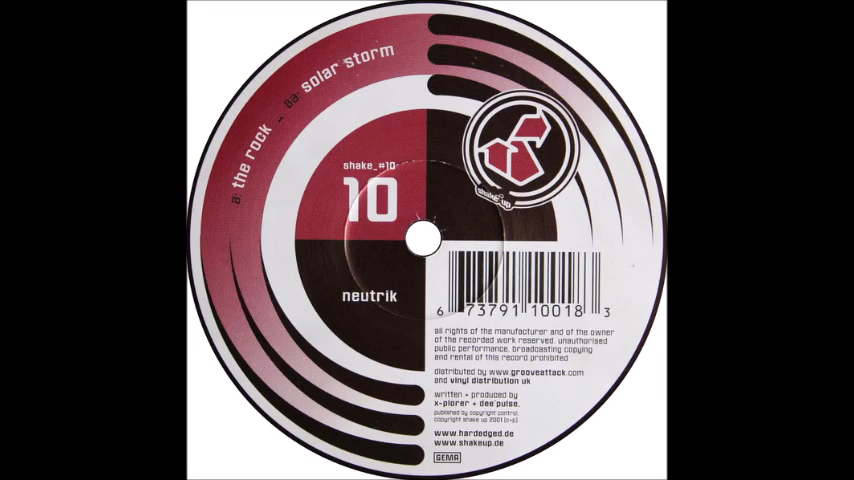 a: the rock _ aa: solar storm
shake_#10
10
neutrik
shake up
6 73791 10018 3
all rights of the manufacturer and of the owner
of the recorded work reserved. unauthorised
public performance, broadcasting copying
and rental of this record prohibited
distributed by www.grooveattack.com
and vinyl distribution uk
written + produced by
x-plorer + dee'pulse.
published by copyright control.
copyright shake up 2001 (c+p)
www.hardedged.de
www.shakeup.de
GEMA